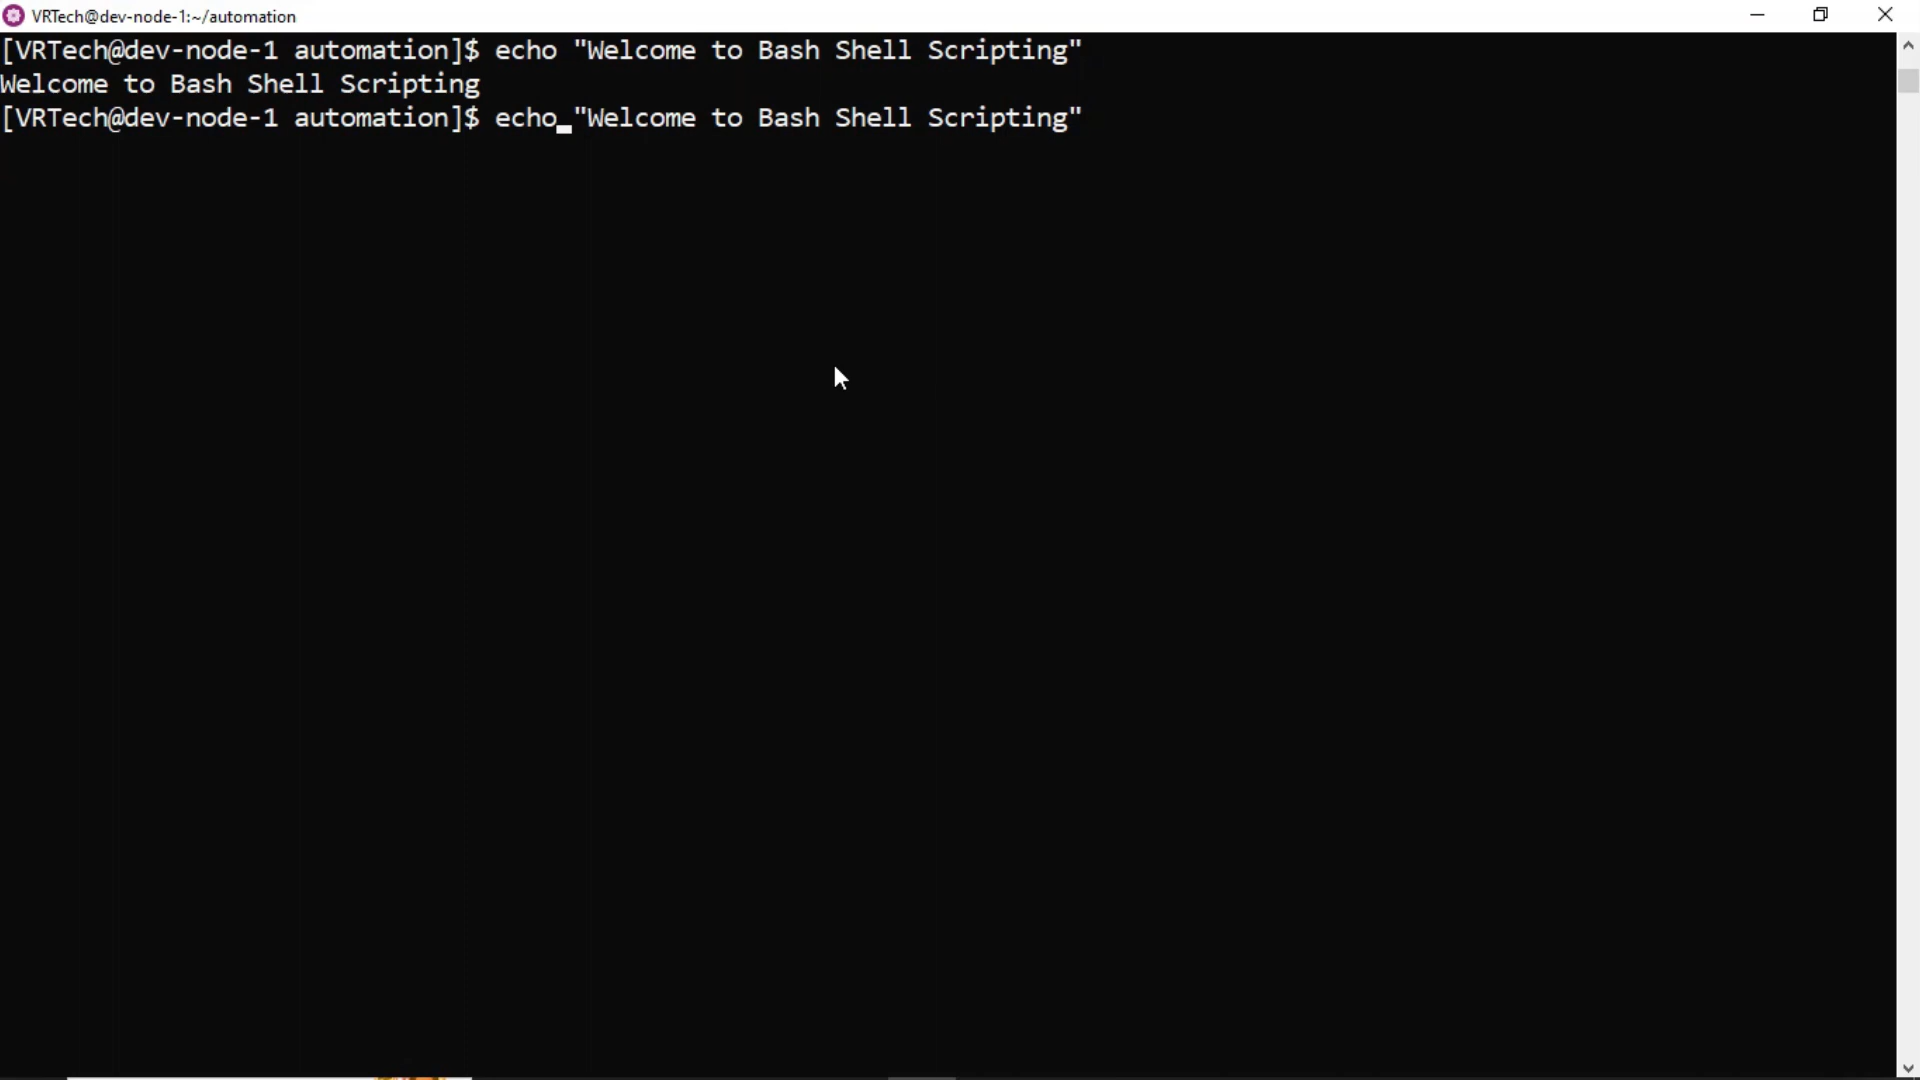 VRTech@dev-node-1:~/automation
[VRTech@dev-node-1 automation]$ echo "Welcome to Bash Shell Scripting"
Welcome to Bash Shell Scripting
[VRTech@dev-node-1 automation]$ echo "Welcome to Bash Shell Scripting"